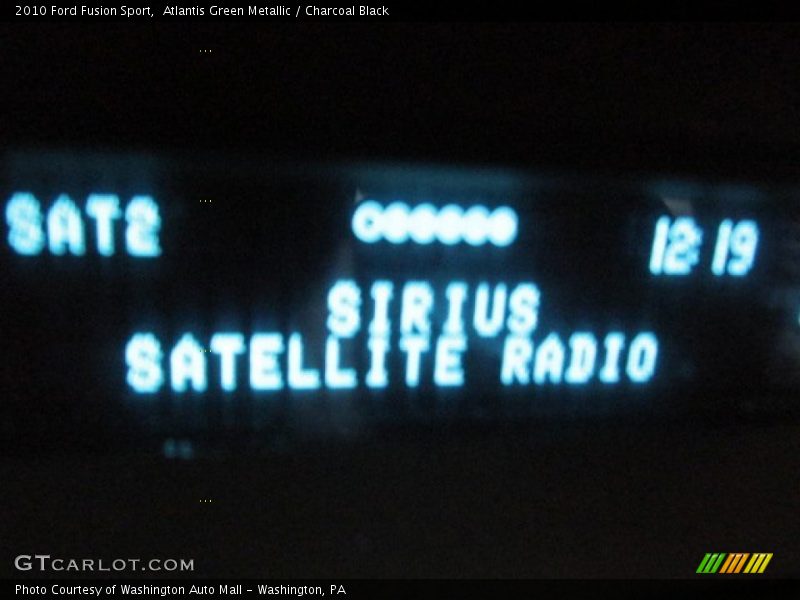 2010 Ford Fusion Sport,  Atlantis Green Metallic / Charcoal Black
SAT2 12:19
SIRIUS
SATELLITE RADIO
GTCARLOT.COM
Photo Courtesy of Washington Auto Mall - Washington, PA